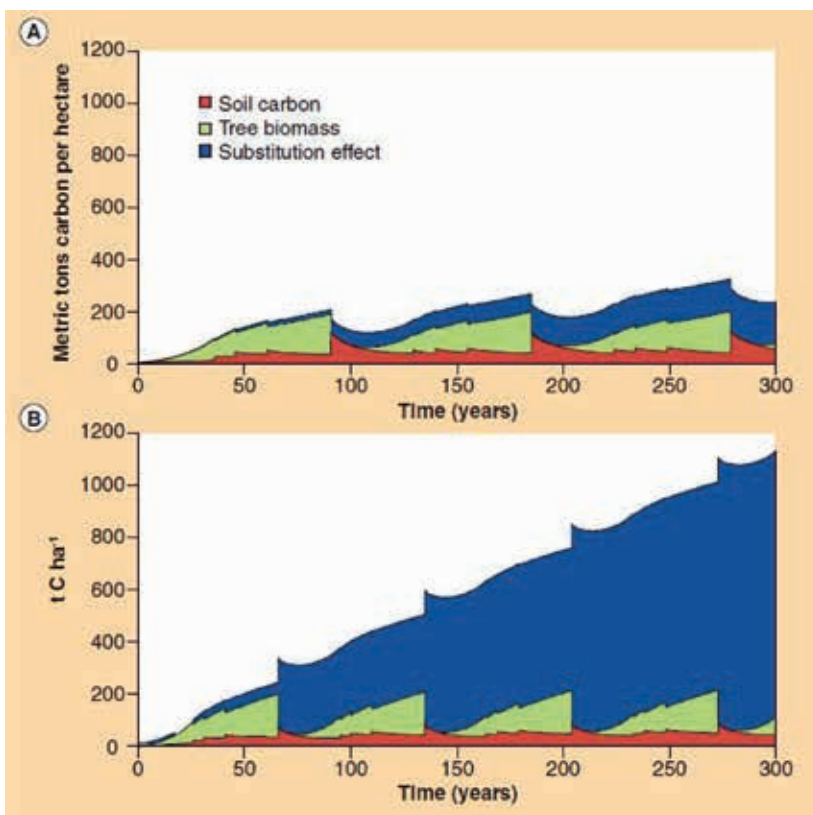 A
Metric tons carbon per hectare
1200
1000
800
600
400
200
0
Soil carbon
Tree biomass
Substitution effect
0 50 100 150 200 250 300
Time (years)
B
t C ha⁻¹
1200
1000
800
600
400
200
0
0 50 100 150 200 250 300
Time (years)